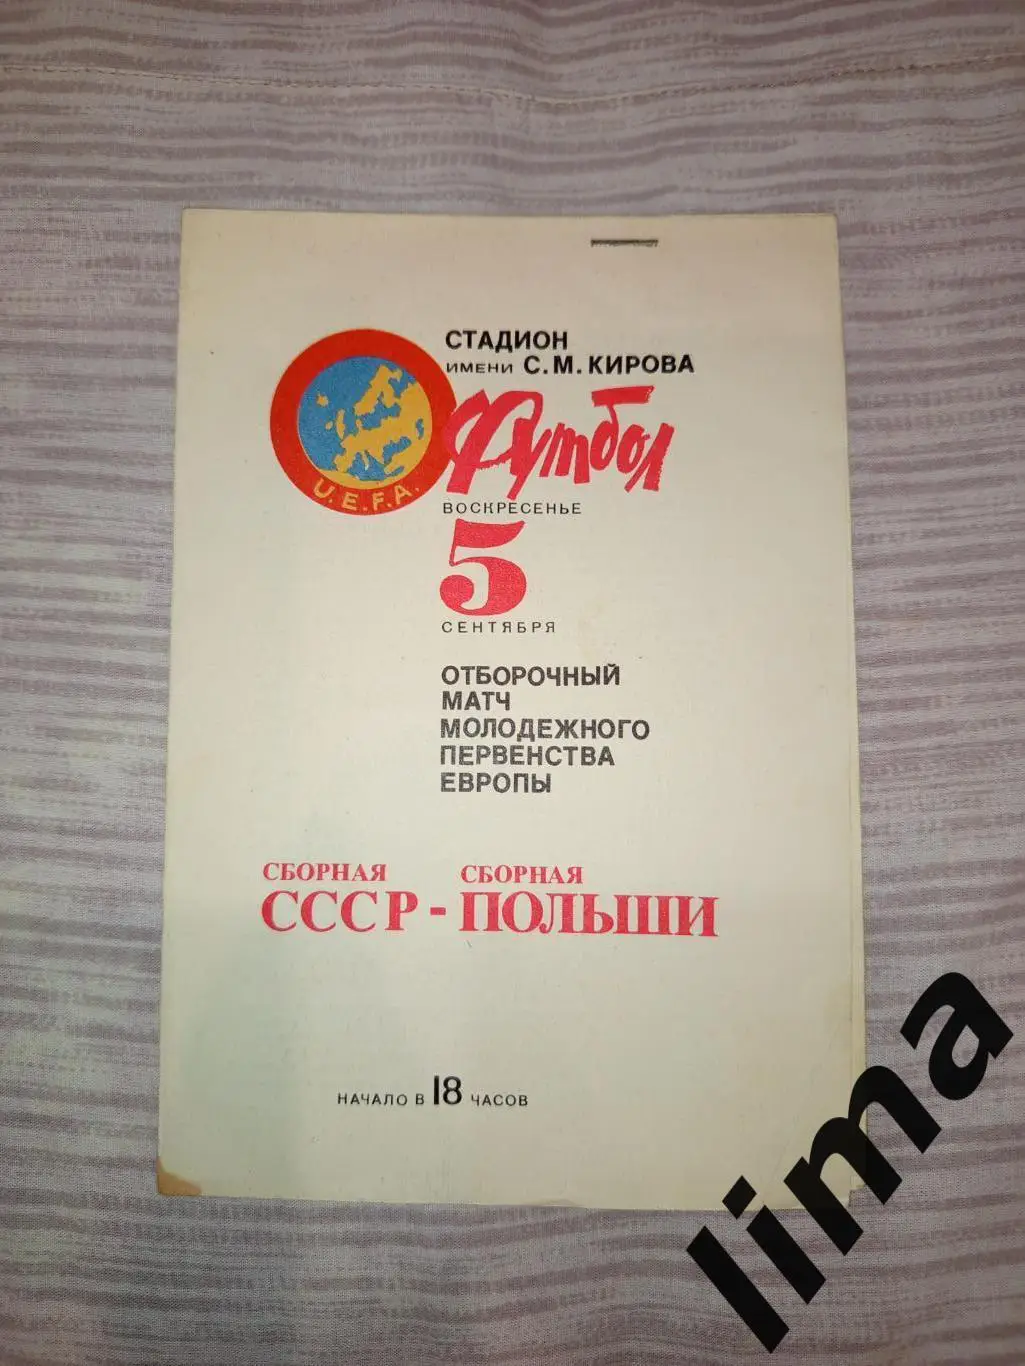 СТАДИОН
ИМЕНИ С.М.КИРОВА
U.E.F.A.
Футбол
ВОСКРЕСЕНЬЕ
5
СЕНТЯБРЯ
ОТБОРОЧНЫЙ
МАТЧ
МОЛОДЕЖНОГО
ПЕРВЕНСТВА
ЕВРОПЫ
СБОРНАЯ СБОРНАЯ
СССР - ПОЛЬШИ
НАЧАЛО В 18 ЧАСОВ
lima